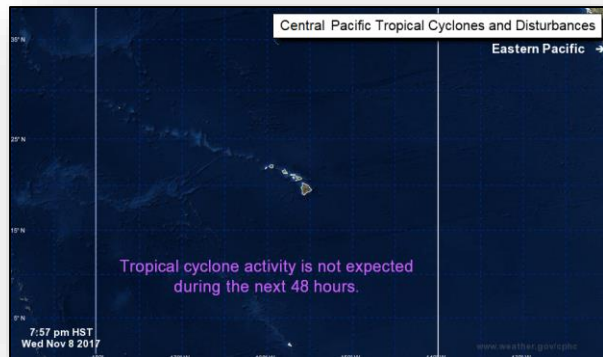 Central Pacific Tropical Cyclones and Disturbances
Eastern Pacific →
35° N
25° N
15° N
5° N
Tropical cyclone activity is not expected
during the next 48 hours.
7:57 pm HST
Wed Nov 8 2017
www.weather.gov/cphc